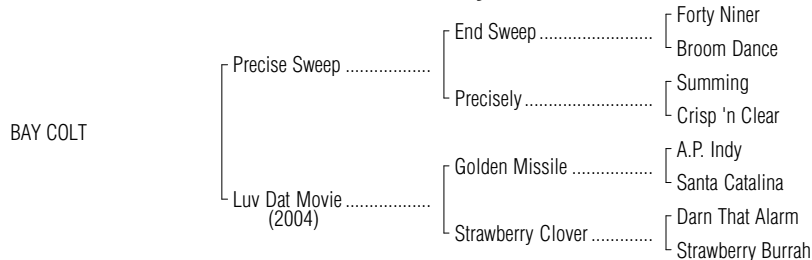 Forty Niner
End Sweep ........................
Broom Dance
Precise Sweep ..................
Summing
Precisely...........................
Crisp 'n Clear
BAY COLT
A.P. Indy
Golden Missile .................
Santa Catalina
Luv Dat Movie ..................
(2004)
Darn That Alarm
Strawberry Clover.............
Strawberry Burrah